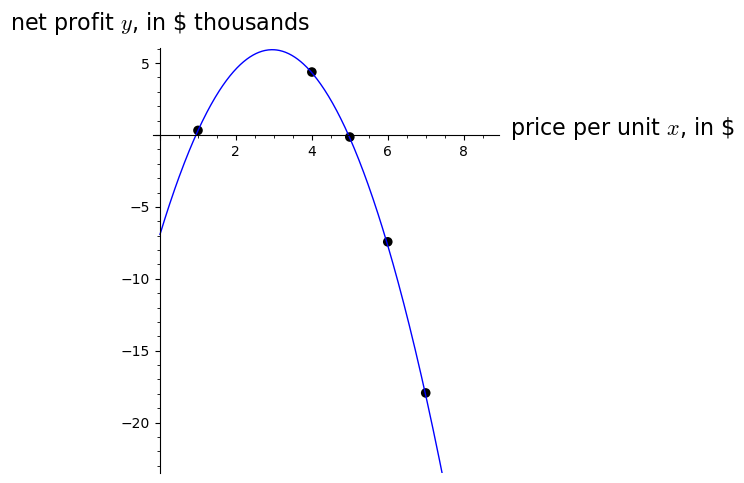 net profit y, in $ thousands
5
price per unit x, in $
2 4 6 8
−5
−10
−15
−20